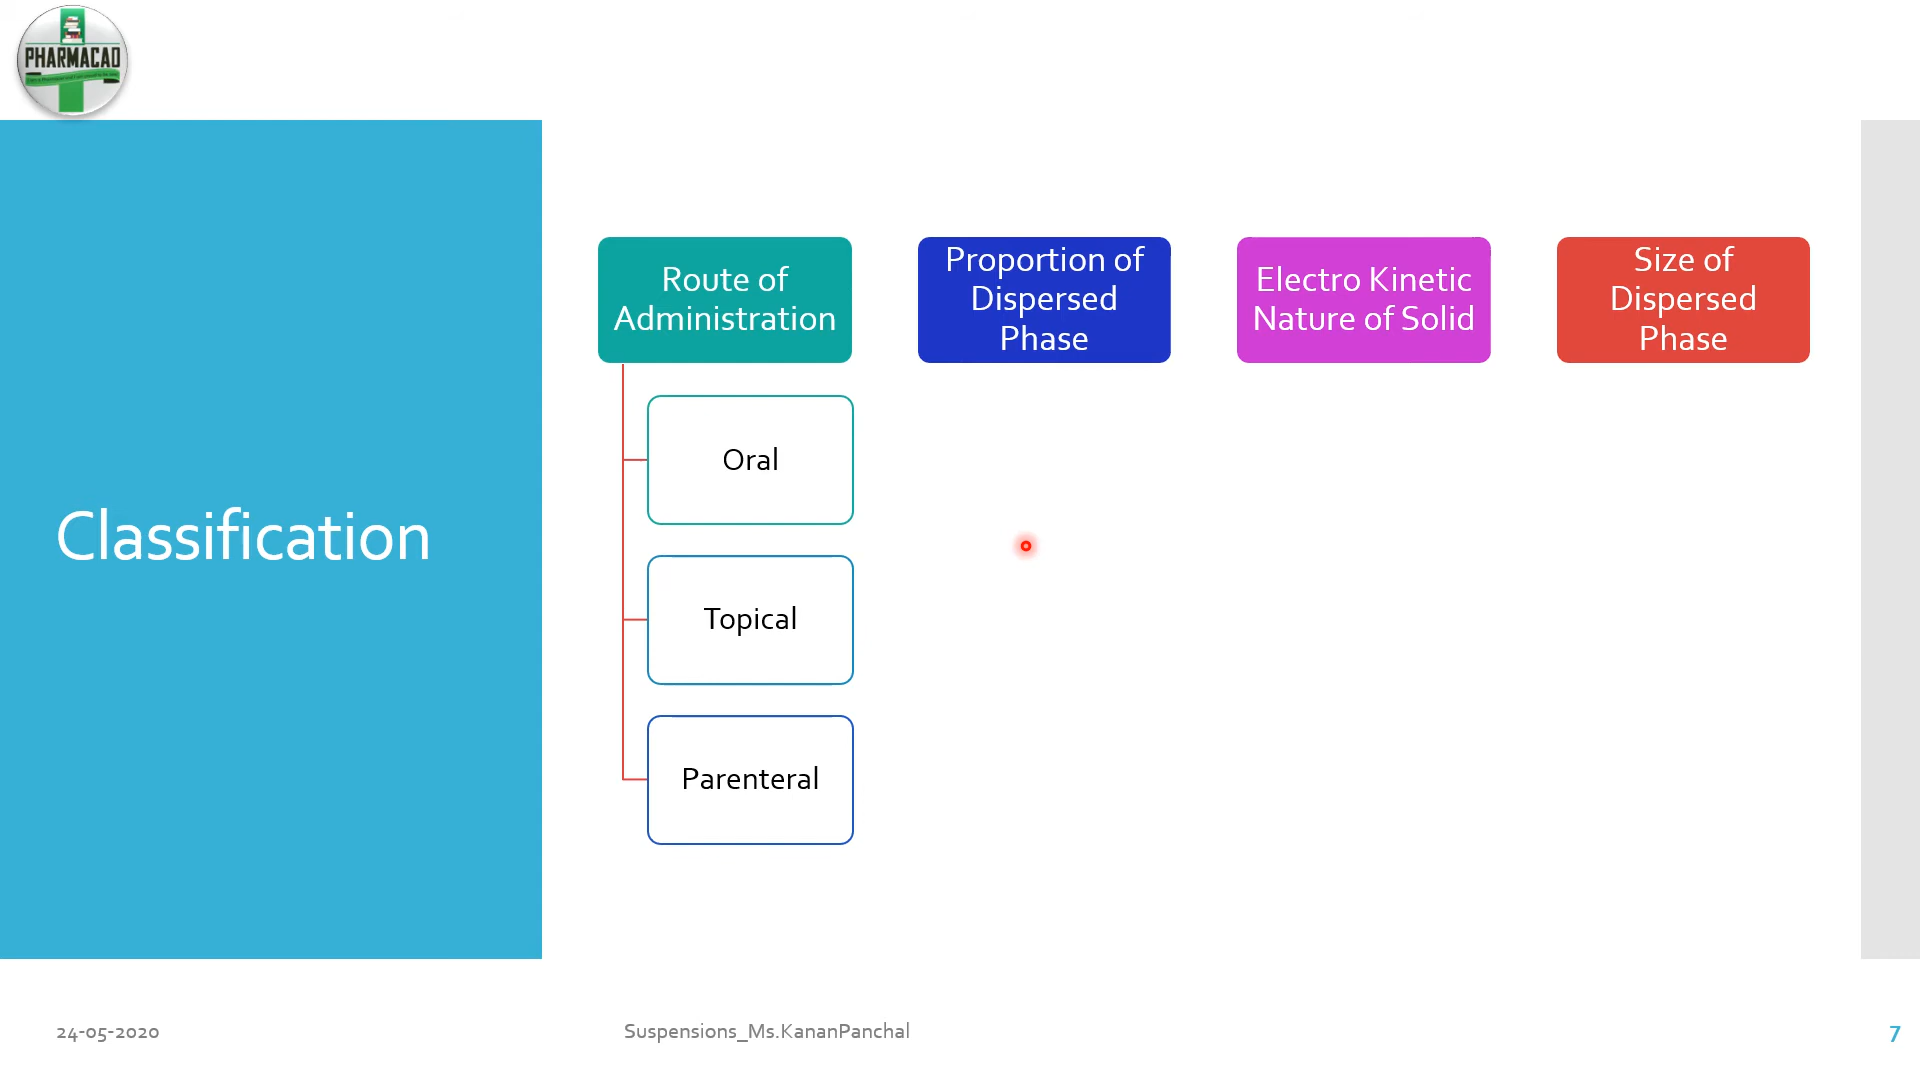 PHARMACAD
Classification
Route of
Administration
Oral
Topical
Parenteral
Proportion of
Dispersed
Phase
Electro Kinetic
Nature of Solid
Size of
Dispersed
Phase
24-05-2020
Suspensions_Ms.KananPanchal
7